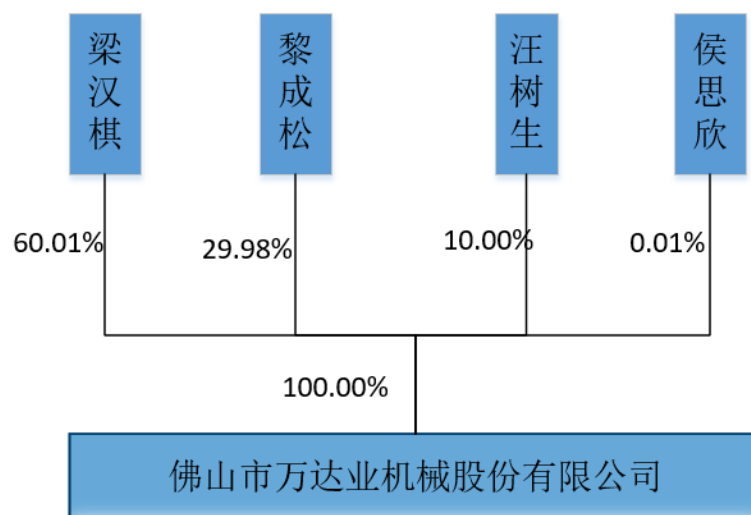 梁汉棋
黎成松
汪树生
侯思欣
60.01%
29.98%
10.00%
0.01%
100.00%
佛山市万达业机械股份有限公司